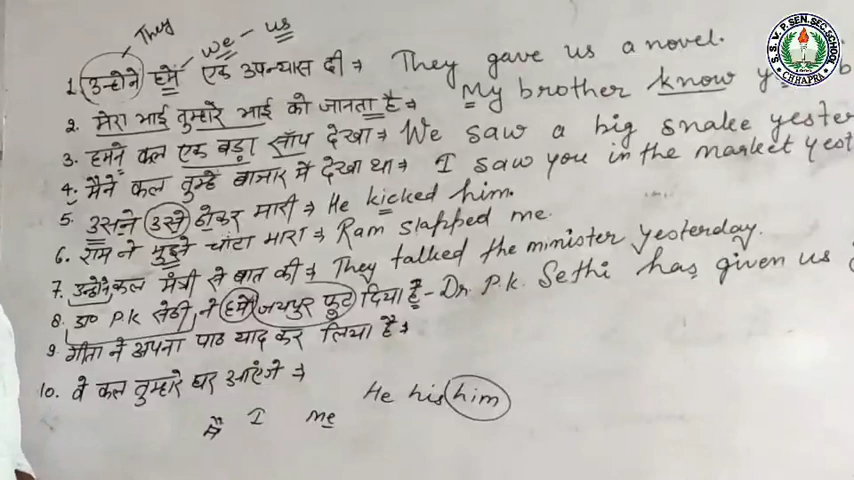 They
we - us
1. उन्होंने हमें एक उपन्यास दी → They gave us a novel.
2. मेरा भाई तुम्हारे भाई को जानता है → My brother know y b
3. हमने कल एक बड़ा साँप देखा → We saw a big snake yester
4. मैने कल तुम्हे बाजार में देखा था → I saw you in the market yest
5. उसने उसे ठोकर मारी → He kicked him.
6. राम ने मुझे चांटा मारा → Ram slapped me.
7. उन्होंने कल मंत्री से बात की → They talked the minister yesterday.
8. डा० P.K सेठी ने हमें जयपुर फुट दिया है - Dr. P.K. Sethi has given us
9. गीता ने अपना पाठ याद कर लिया है →
10. वे कल तुम्हारे घर आएंगे →
He his him
मैं I me
S. S. V. P. SEN. SEC. SCHOOL
CHHAPRA